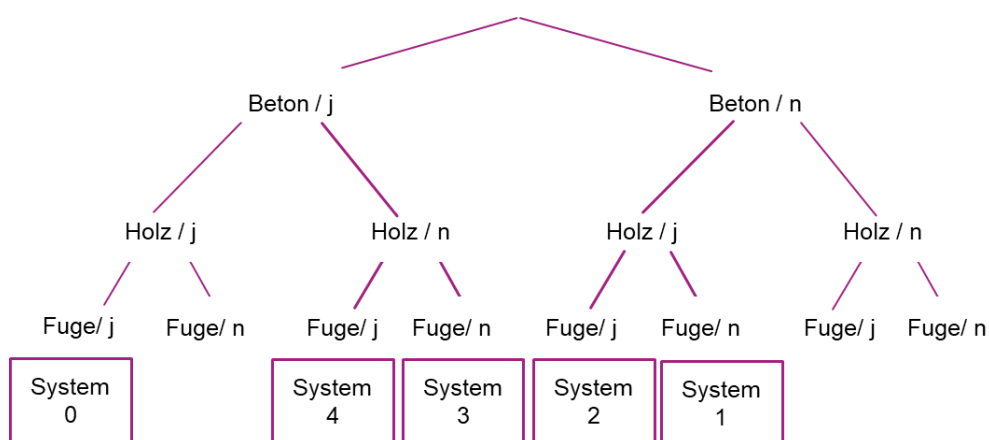 Beton / j
Beton / n
Holz / j
Holz / n
Holz / j
Holz / n
Fuge/ j
Fuge/ n
Fuge/ j
Fuge/ n
Fuge/ j
Fuge/ n
Fuge/ j
Fuge/ n
System
0
System
4
System
3
System
2
System
1